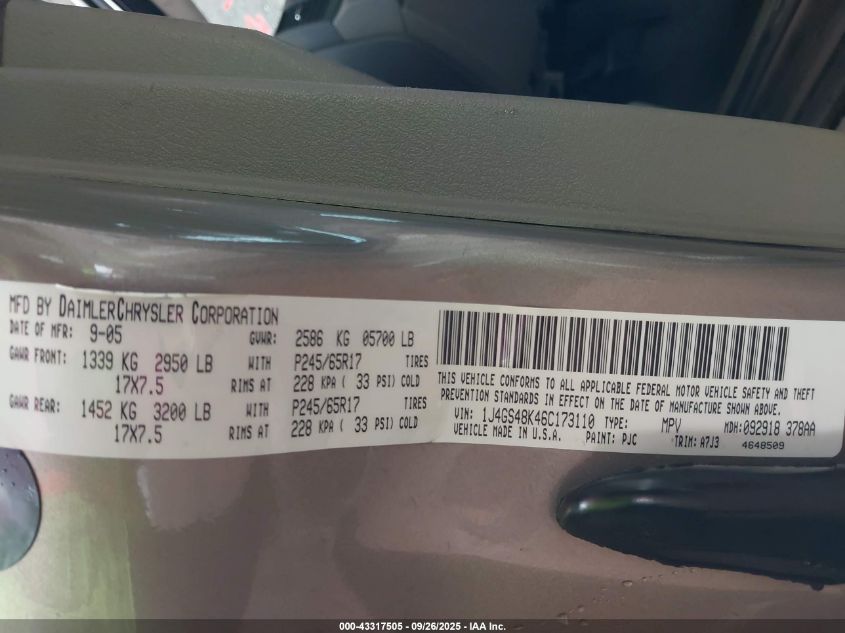 MFD BY DAIMLERCHRYSLER CORPORATION
DATE OF MFR: 9-05 GVWR: 2586 KG 05700 LB
GAWR FRONT: 1339 KG 2950 LB WITH P245/65R17 TIRES
17X7.5 RIMS AT 228 KPA ( 33 PSI) COLD
GAWR REAR: 1452 KG 3200 LB WITH P245/65R17 TIRES
17X7.5 RIMS AT 228 KPA ( 33 PSI) COLD
THIS VEHICLE CONFORMS TO ALL APPLICABLE FEDERAL MOTOR VEHICLE SAFETY AND THEFT
PREVENTION STANDARDS IN EFFECT ON THE DATE OF MANUFACTURE SHOWN ABOVE.
VIN: 1J4GS48K46C173110 TYPE: MPV MDH: 092918 378AA
VEHICLE MADE IN U.S.A. PAINT: PJC TRIM: A7J3 4648509
000-43317505 - 09/26/2025 - IAA Inc.